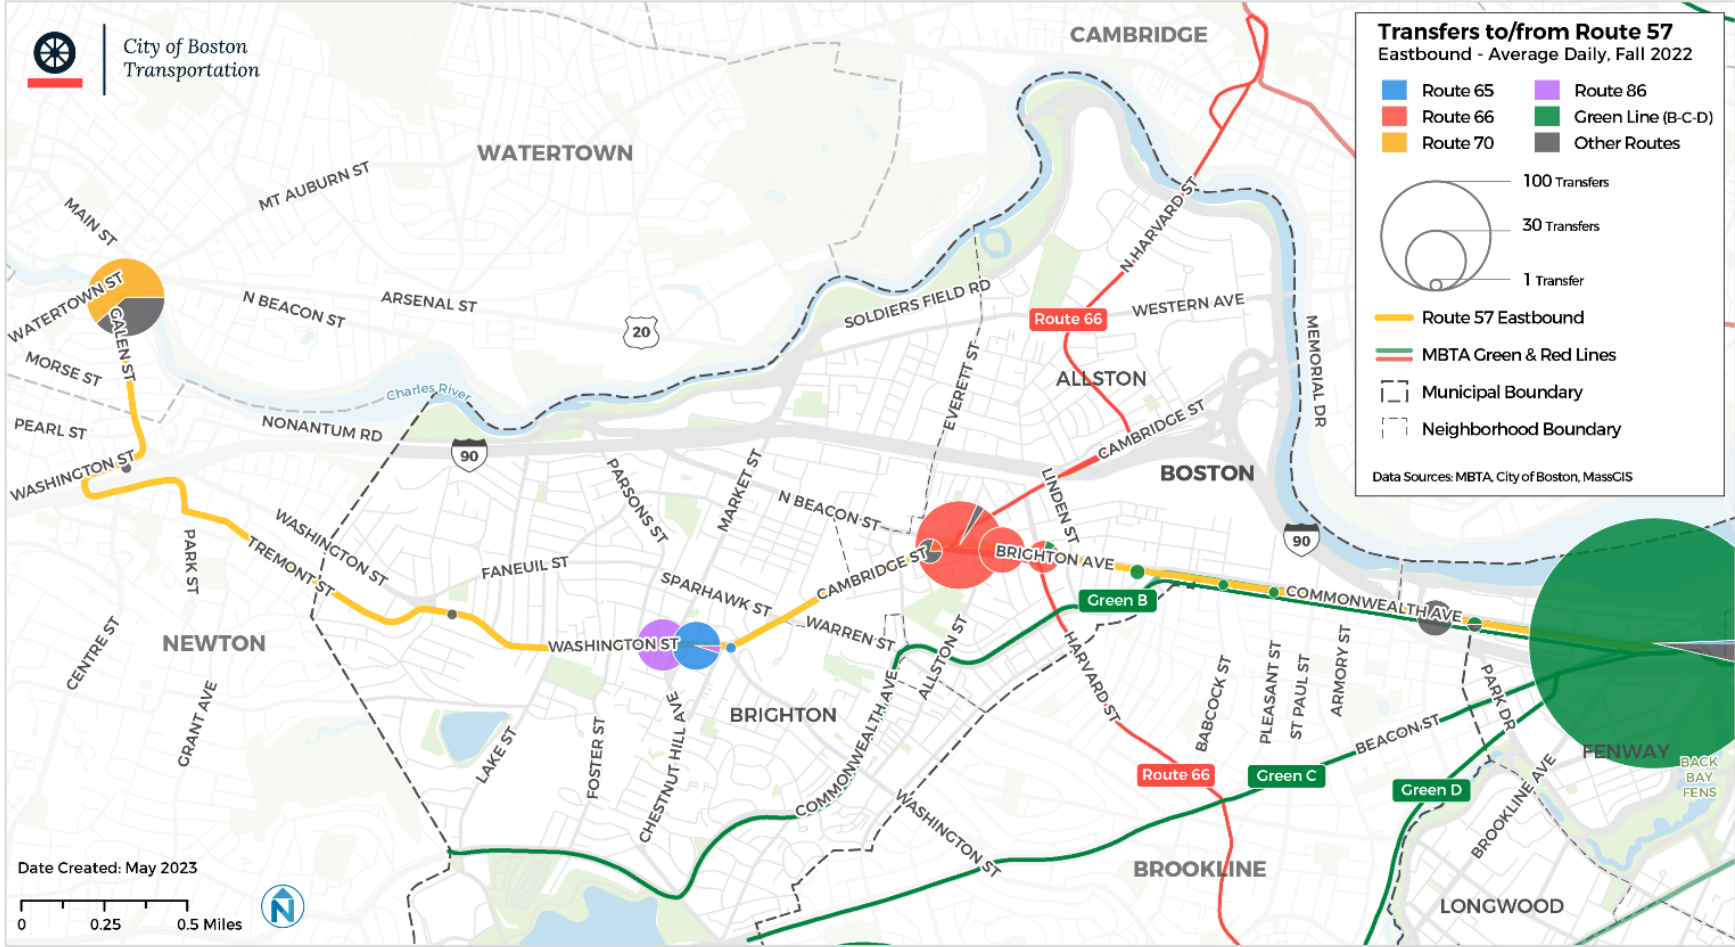 City of Boston
Transportation
CAMBRIDGE
Transfers to/from Route 57
Eastbound - Average Daily, Fall 2022
Route 65
Route 86
Route 66
Green Line (B-C-D)
Route 70
Other Routes
100 Transfers
30 Transfers
1 Transfer
Route 57 Eastbound
MBTA Green & Red Lines
Municipal Boundary
Neighborhood Boundary
Data Sources: MBTA, City of Boston, MassGIS
WATERTOWN
MT AUBURN ST
MAIN ST
WATERTOWN ST
GALEN ST
N BEACON ST
ARSENAL ST
20
MORSE ST
Charles River
SOLDIERS FIELD RD
N HARVARD ST
WESTERN AVE
Route 66
MEMORIAL DR
EVERETT ST
ALLSTON
PEARL ST
NONANTUM RD
90
WASHINGTON ST
CAMBRIDGE ST
BOSTON
PARSONS ST
MARKET ST
N BEACON ST
LINDEN ST
90
WASHINGTON ST
PARK ST
TREMONT ST
FANEUIL ST
SPARHAWK ST
CAMBRIDGE ST
BRIGHTON AVE
COMMONWEALTH AVE
Green B
NEWTON
CENTRE ST
GRANT AVE
WASHINGTON ST
WARREN ST
ALLSTON ST
HARVARD ST
BABCOCK ST
PLEASANT ST
ST PAUL ST
ARMORY ST
PARK DR
BRIGHTON
LAKE ST
FOSTER ST
CHESTNUT HILL AVE
COMMONWEALTH AVE
BEACON ST
FENWAY
BACK
BAY
FENS
Route 66
Green C
Green D
WASHINGTON ST
BROOKLINE AVE
BROOKLINE
LONGWOOD
Date Created: May 2023
N
0 0.25 0.5 Miles